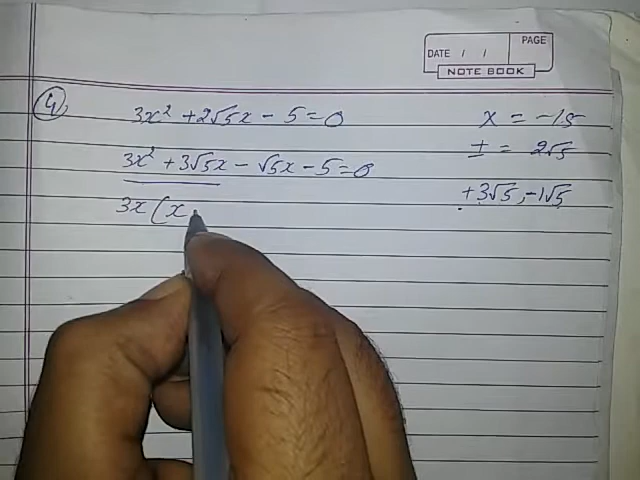 DATE / / PAGE
NOTE BOOK
4
3x² + 2√5x - 5 = 0
x = -15
3x² + 3√5x - √5x - 5 = 0
± = 2√5
3x (x
+3√5, -1√5